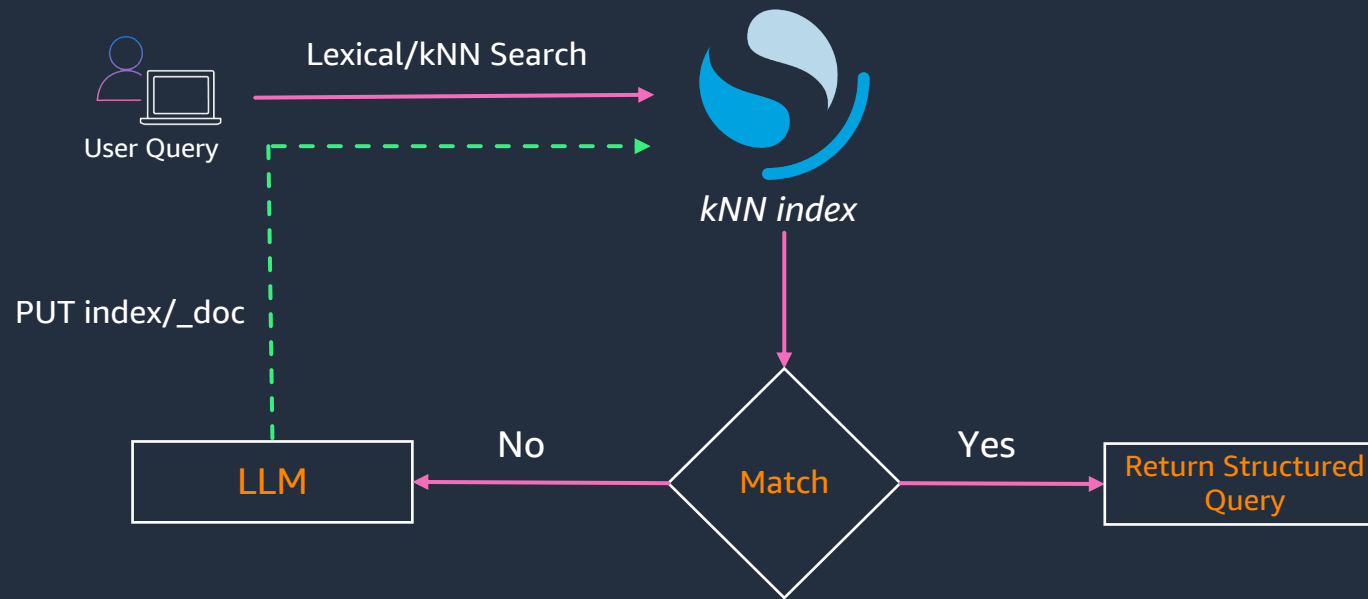 Lexical/kNN Search
User Query
kNN index
PUT index/_doc
No
Yes
LLM
Match
Return Structured
Query